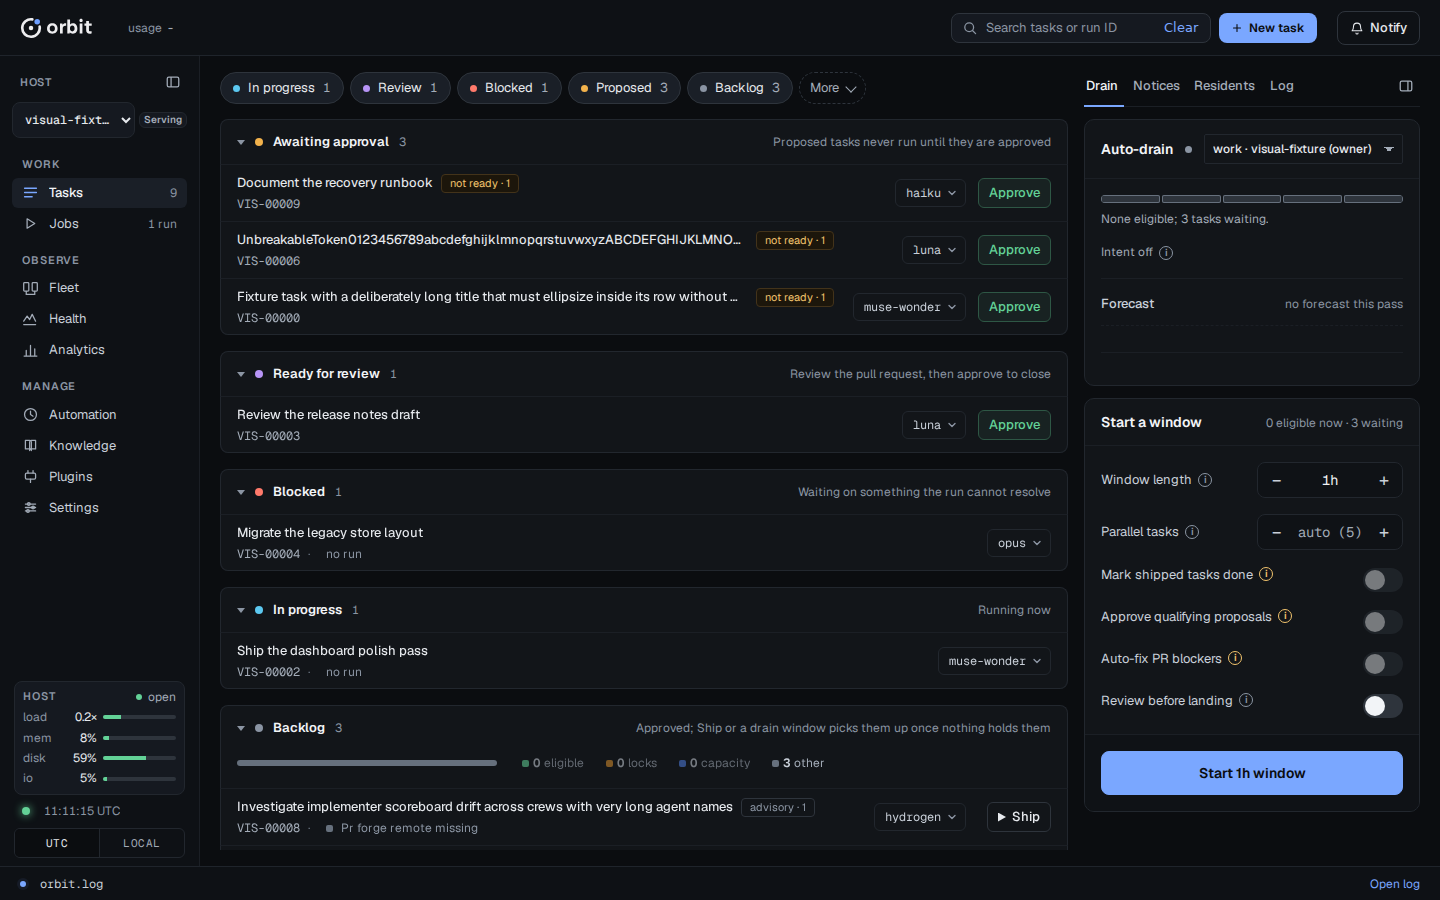 orbit
usage -
Search tasks or run ID
Clear
+ New task
Notify
HOST
visual-fixt…
Serving
WORK
Tasks 9
Jobs 1 run
OBSERVE
Fleet
Health
Analytics
MANAGE
Automation
Knowledge
Plugins
Settings
HOST open
load 0.2×
mem 8%
disk 59%
io 5%
11:11:15 UTC
UTC LOCAL
In progress 1
Review 1
Blocked 1
Proposed 3
Backlog 3
More
Awaiting approval 3
Proposed tasks never run until they are approved
Document the recovery runbook not ready · 1
VIS-00009
haiku
Approve
UnbreakableToken0123456789abcdefghijklmnopqrstuvwxyzABCDEFGHIJKLMNO… not ready · 1
VIS-00006
luna
Approve
Fixture task with a deliberately long title that must ellipsize inside its row without … not ready · 1
VIS-00000
muse-wonder
Approve
Ready for review 1
Review the pull request, then approve to close
Review the release notes draft
VIS-00003
luna
Approve
Blocked 1
Waiting on something the run cannot resolve
Migrate the legacy store layout
VIS-00004 · no run
opus
In progress 1
Running now
Ship the dashboard polish pass
VIS-00002 · no run
muse-wonder
Backlog 3
Approved; Ship or a drain window picks them up once nothing holds them
0 eligible
0 locks
0 capacity
3 other
Investigate implementer scoreboard drift across crews with very long agent names advisory · 1
VIS-00008 · Pr forge remote missing
hydrogen
Ship
Drain
Notices
Residents
Log
Auto-drain
work · visual-fixture (owner)
None eligible; 3 tasks waiting.
Intent off
Forecast no forecast this pass
Start a window 0 eligible now · 3 waiting
Window length − 1h +
Parallel tasks − auto (5) +
Mark shipped tasks done
Approve qualifying proposals
Auto-fix PR blockers
Review before landing
Start 1h window
orbit.log
Open log